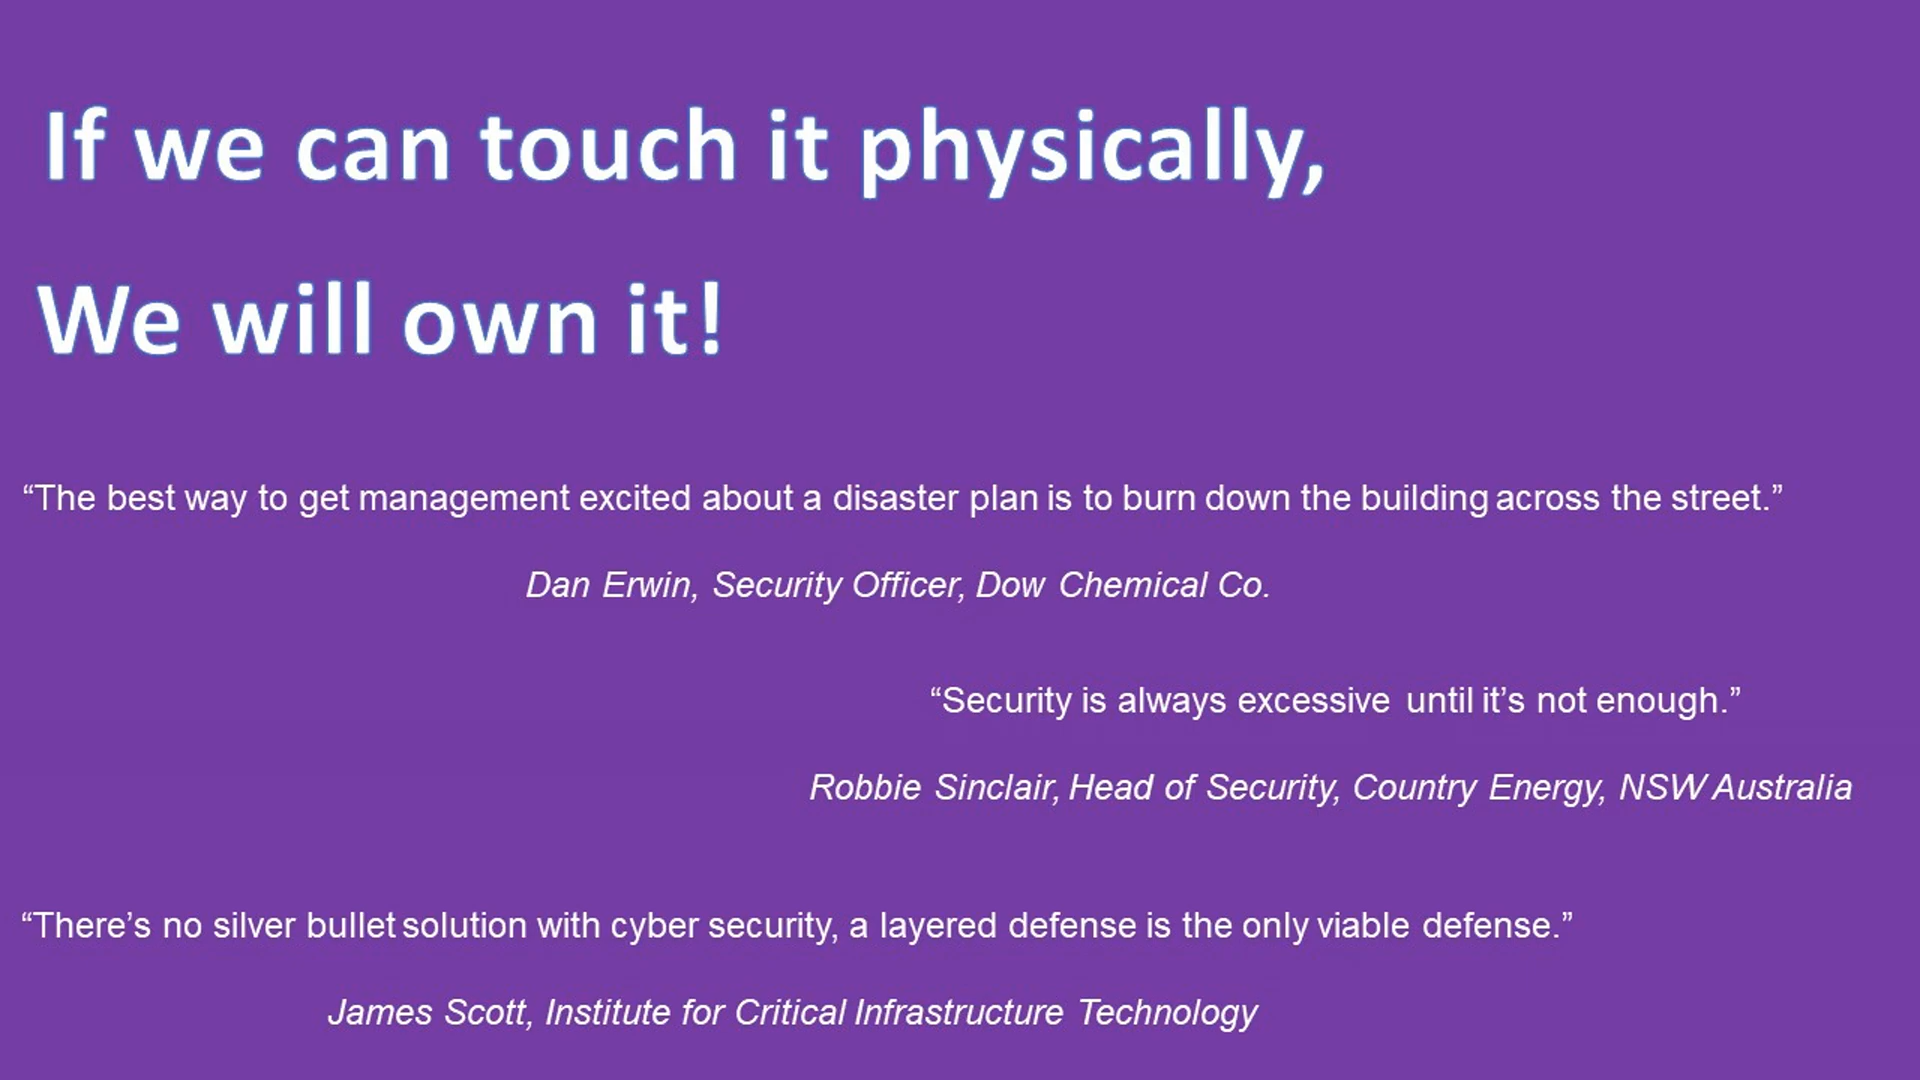 If we can touch it physically,
We will own it!
“The best way to get management excited about a disaster plan is to burn down the building across the street.”
Dan Erwin, Security Officer, Dow Chemical Co.
“Security is always excessive until it’s not enough.”
Robbie Sinclair, Head of Security, Country Energy, NSW Australia
“There’s no silver bullet solution with cyber security, a layered defense is the only viable defense.”
James Scott, Institute for Critical Infrastructure Technology